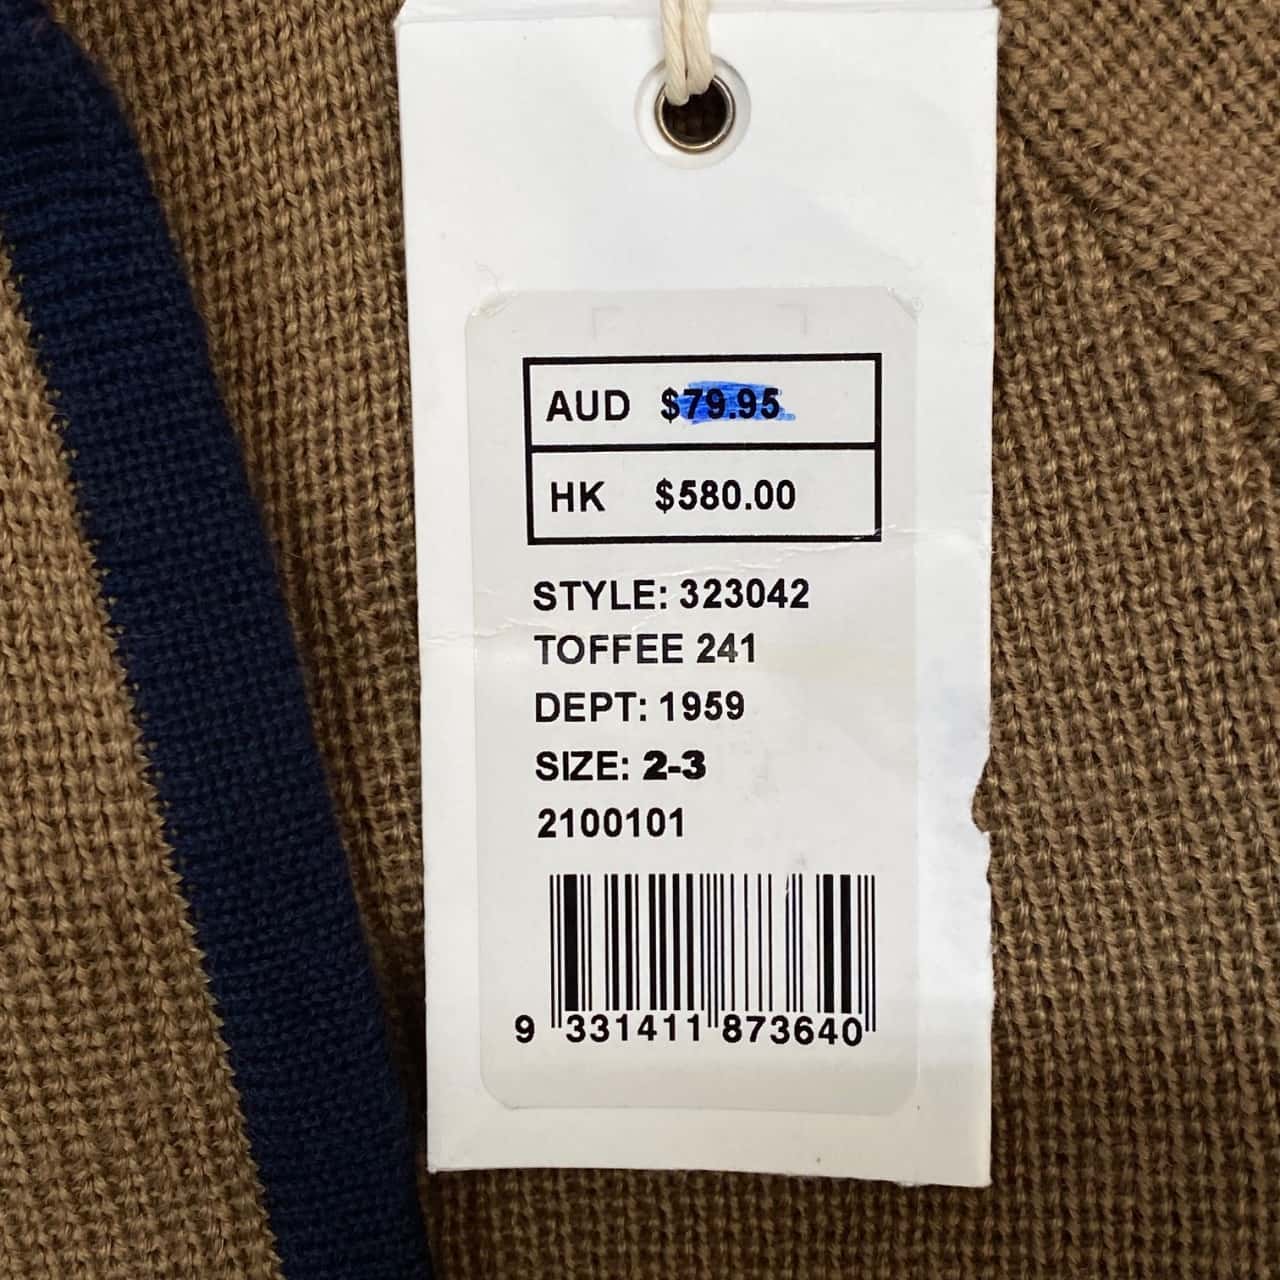 AUD $79.95
HK $580.00
STYLE: 323042
TOFFEE 241
DEPT: 1959
SIZE: 2-3
2100101
9 331411 873640